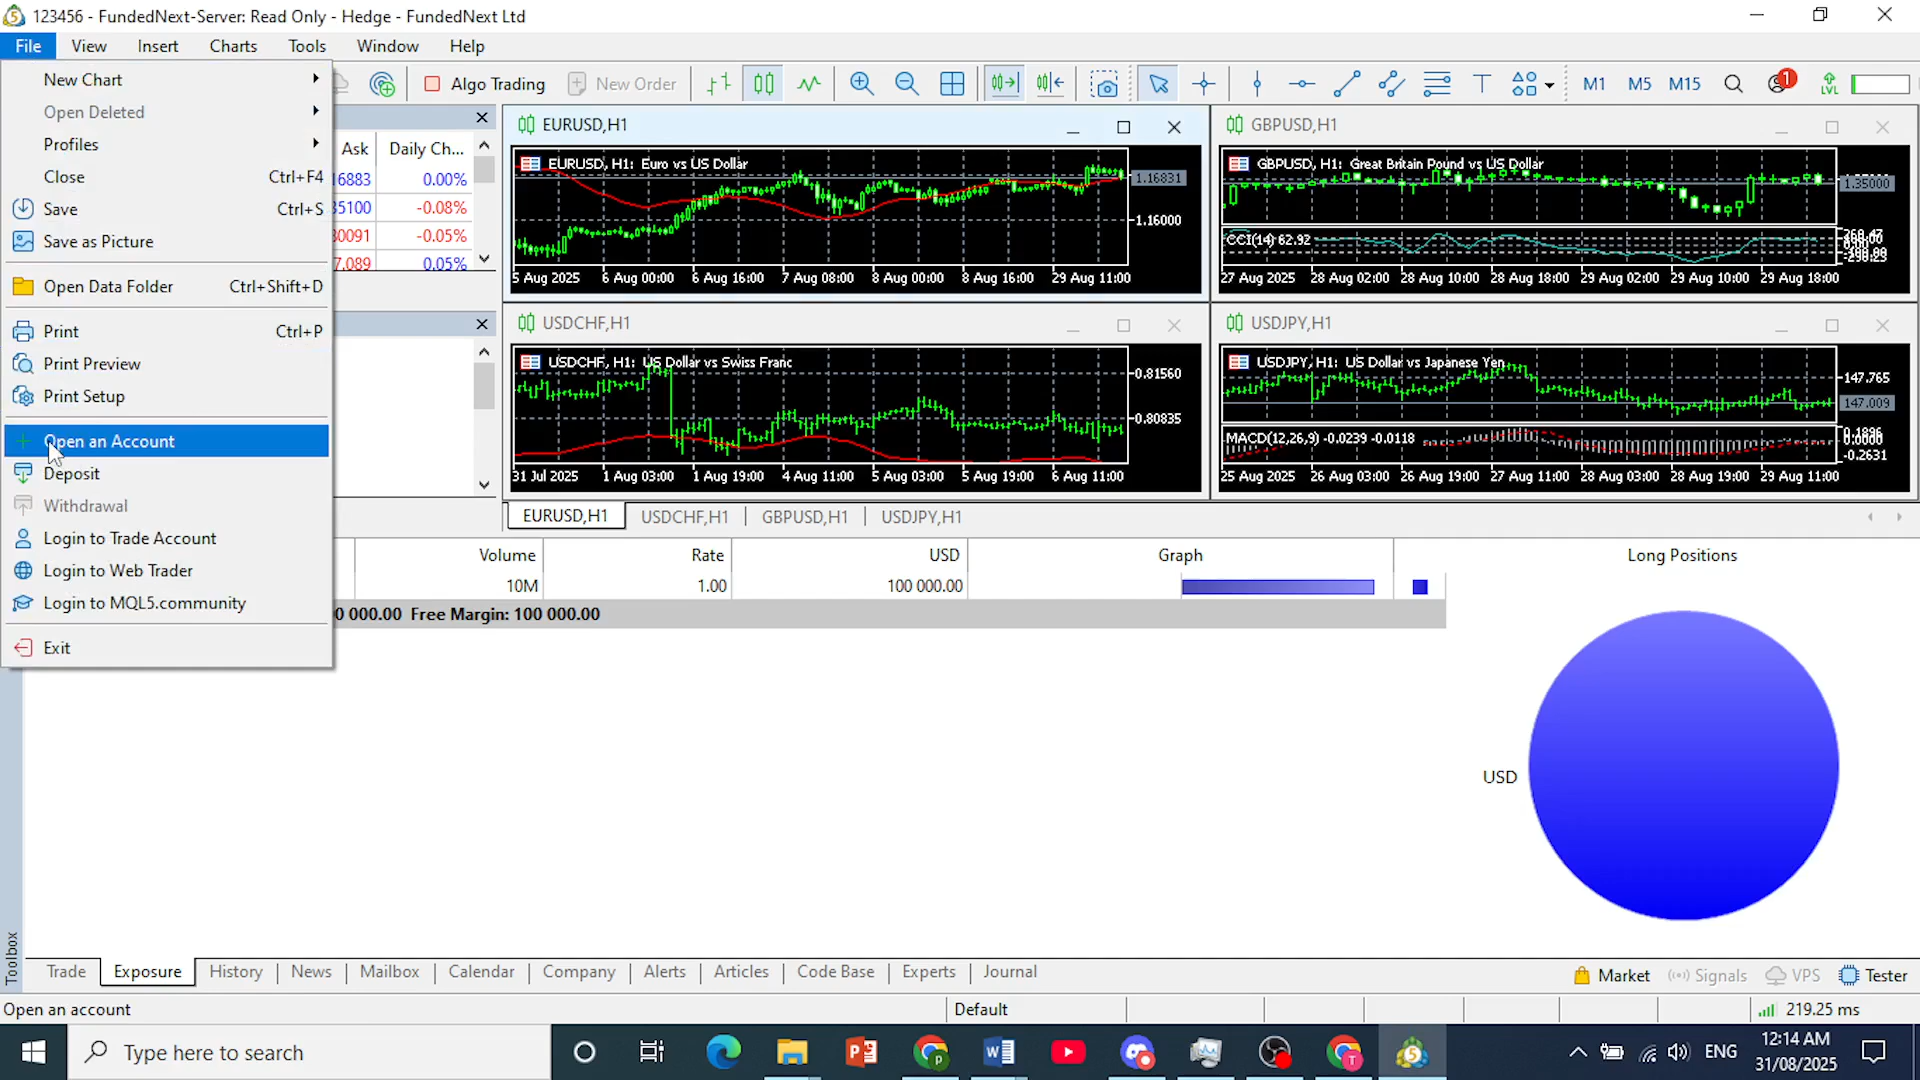 123456 - FundedNext-Server: Read Only - Hedge - FundedNext Ltd
File View Insert Charts Tools Window Help
Algo Trading New Order M1 M5 M15 1 LVL
New Chart
Open Deleted
Profiles
Close Ctrl+F4
Save Ctrl+S
Save as Picture
Open Data Folder Ctrl+Shift+D
Print Ctrl+P
Print Preview
Print Setup
Open an Account
Deposit
Withdrawal
Login to Trade Account
Login to Web Trader
Login to MQL5.community
Exit
Ask Daily Ch...
16883 0.00%
35100 -0.08%
30091 -0.05%
7.089 0.05%
EURUSD,H1
EURUSD, H1: Euro vs US Dollar
1.16831
1.16000
5 Aug 2025 6 Aug 00:00 6 Aug 16:00 7 Aug 08:00 8 Aug 00:00 8 Aug 16:00 29 Aug 11:00
GBPUSD,H1
GBPUSD, H1: Great Britain Pound vs US Dollar
1.35000
CCI(14) 62.92
27 Aug 2025 28 Aug 02:00 28 Aug 10:00 28 Aug 18:00 29 Aug 02:00 29 Aug 10:00 29 Aug 18:00
USDCHF,H1
USDCHF, H1: US Dollar vs Swiss Franc
0.81560
0.80835
31 Jul 2025 1 Aug 03:00 1 Aug 19:00 4 Aug 11:00 5 Aug 03:00 5 Aug 19:00 6 Aug 11:00
USDJPY,H1
USDJPY, H1: US Dollar vs Japanese Yen
147.765
147.009
MACD(12,26,9) -0.0239 -0.0118
-0.2631
25 Aug 2025 26 Aug 03:00 26 Aug 19:00 27 Aug 11:00 28 Aug 03:00 28 Aug 19:00 29 Aug 11:00
EURUSD,H1 USDCHF,H1 GBPUSD,H1 USDJPY,H1
Volume Rate USD Graph Long Positions
10M 1.00 100 000.00
0 000.00 Free Margin: 100 000.00
USD
Toolbox
Trade Exposure History News Mailbox Calendar Company Alerts Articles Code Base Experts Journal
Market Signals VPS Tester
Open an account Default 219.25 ms
Type here to search
ENG
12:14 AM
31/08/2025